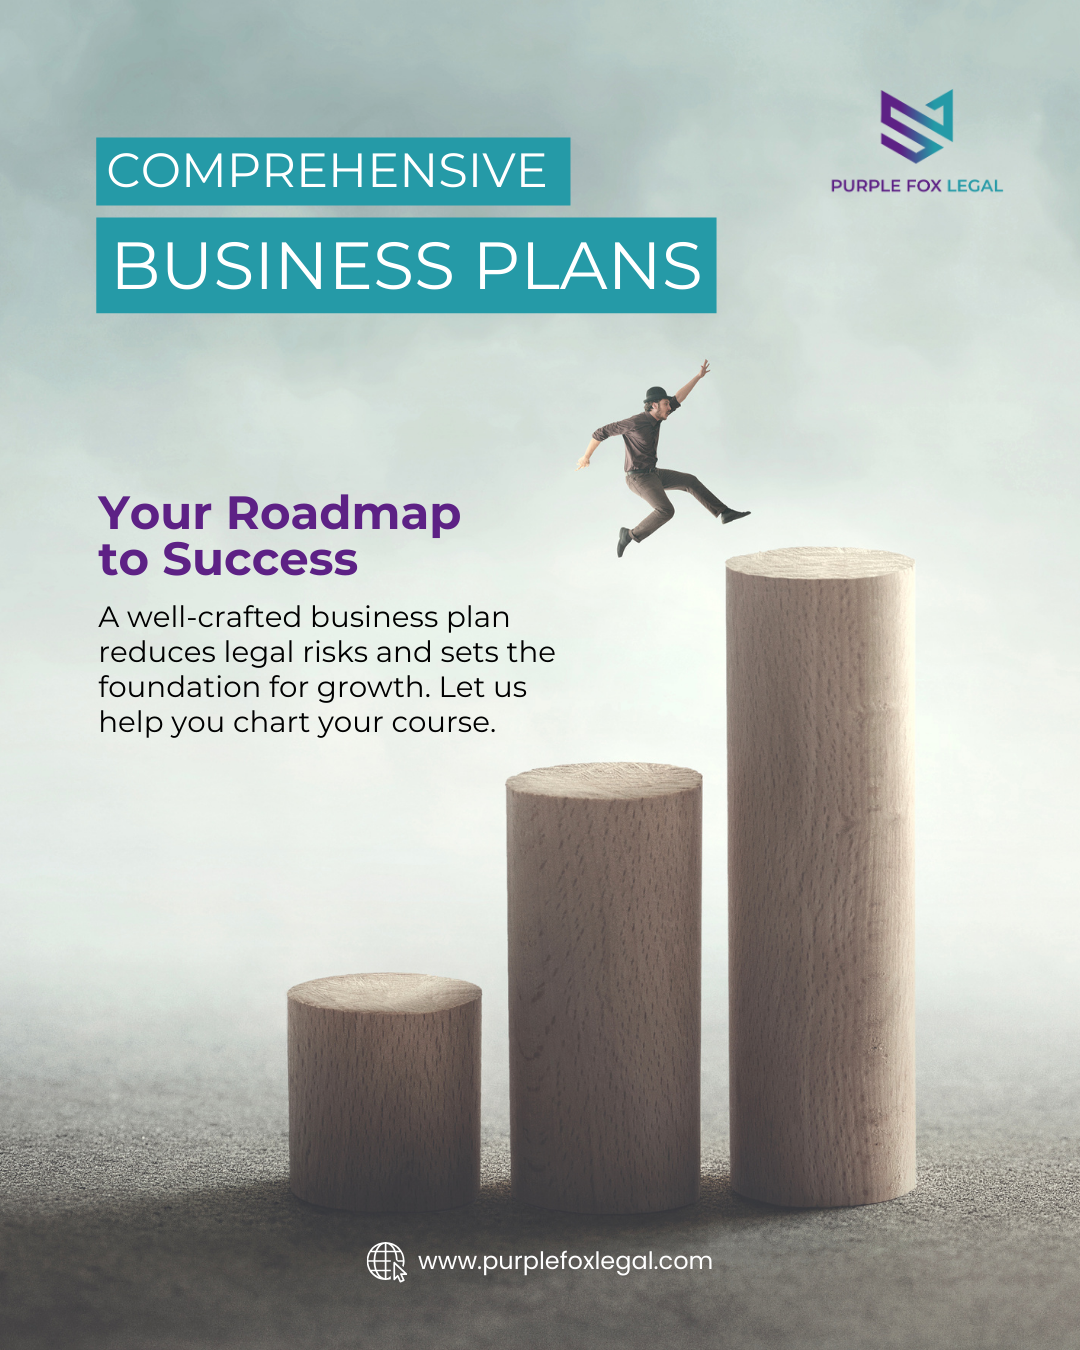 COMPREHENSIVE
BUSINESS PLANS
PURPLE FOX LEGAL
Your Roadmap
to Success
A well-crafted business plan
reduces legal risks and sets the
foundation for growth. Let us
help you chart your course.
www.purplefoxlegal.com